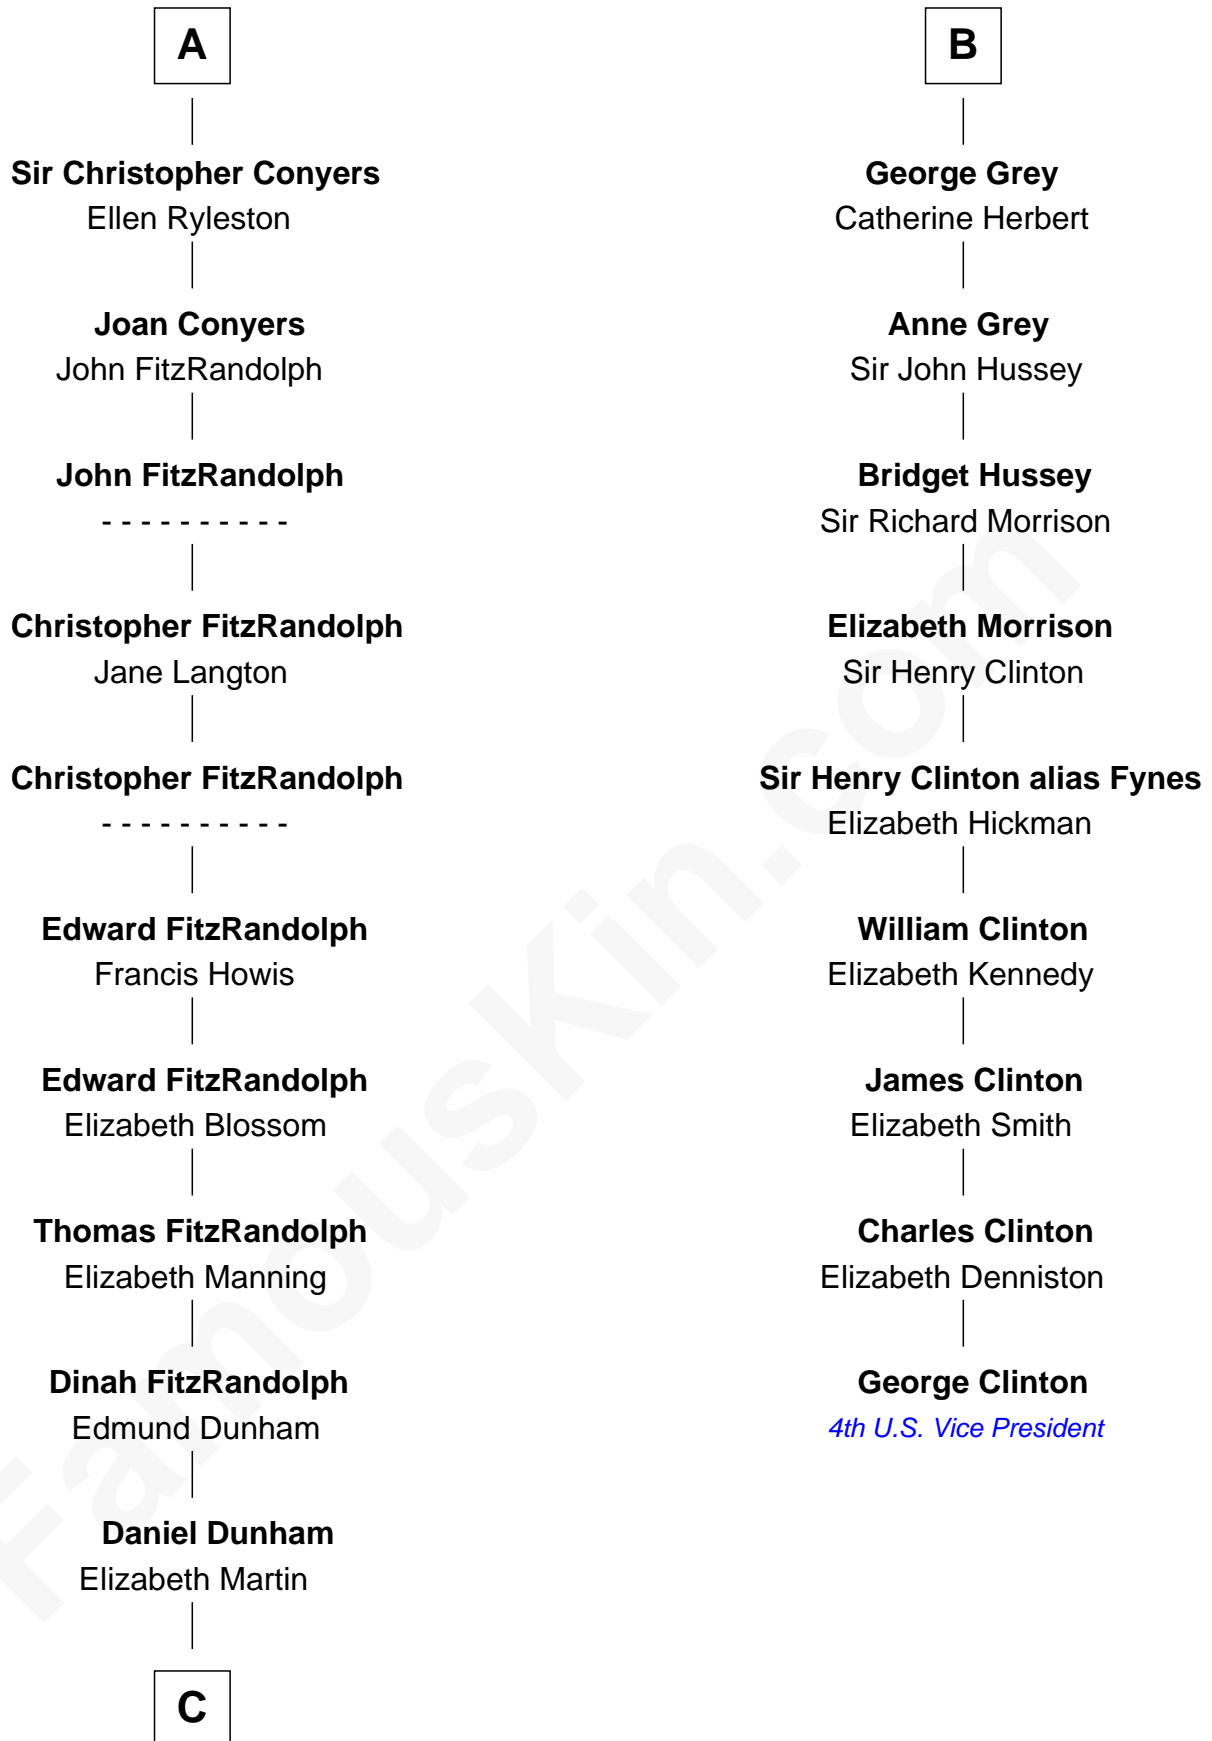 A
Sir Christopher Conyers
Ellen Ryleston
Joan Conyers
John FitzRandolph
John FitzRandolph
- - - - - - - - - -
Christopher FitzRandolph
Jane Langton
Christopher FitzRandolph
- - - - - - - - - -
Edward FitzRandolph
Francis Howis
Edward FitzRandolph
Elizabeth Blossom
Thomas FitzRandolph
Elizabeth Manning
Dinah FitzRandolph
Edmund Dunham
Daniel Dunham
Elizabeth Martin
C
B
George Grey
Catherine Herbert
Anne Grey
Sir John Hussey
Bridget Hussey
Sir Richard Morrison
Elizabeth Morrison
Sir Henry Clinton
Sir Henry Clinton alias Fynes
Elizabeth Hickman
William Clinton
Elizabeth Kennedy
James Clinton
Elizabeth Smith
Charles Clinton
Elizabeth Denniston
George Clinton
4th U.S. Vice President
FamousKin.com